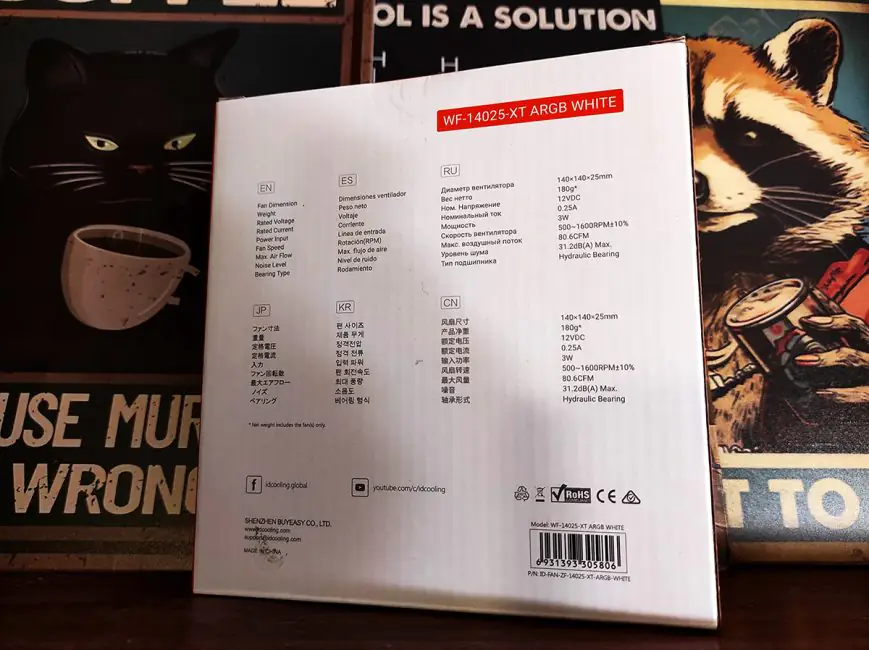 OL IS A SOLUTION
WF-14025-XT ARGB WHITE
EN
Fan Dimension
Weight
Rated Voltage
Rated Current
Power Input
Fan Speed
Max. Air Flow
Noise Level
Bearing Type
ES
Dimensiones ventilador
Peso neto
Voltaje
Corriente
Linea de entrada
Rotación(RPM)
Max. flujo de aire
Nivel de ruido
Rodamiento
RU
Диаметр вентилятора
Вес нетто
Ном. Напряжение
Номинальный ток
Мощность
Скорость вентилятора
Макс. воздушный поток
Уровень шума
Тип подшипника
140×140×25mm
180g*
12VDC
0.25A
3W
500~1600RPM±10%
80.6CFM
31.2dB(A) Max.
Hydraulic Bearing
JP
ファン寸法
重量
定格電圧
定格電流
入力
ファン回転数
最大エアフロー
ノイズ
ベアリング
KR
팬 사이즈
제품 무게
정격전압
정격 전류
입력 파워
팬 회전속도
최대 풍량
소음도
베어링 형식
CN
风扇尺寸
产品净重
额定电压
额定电流
输入功率
风扇转速
最大风量
噪音
轴承形式
140×140×25mm
180g*
12VDC
0.25A
3W
500~1600RPM±10%
80.6CFM
31.2dB(A) Max.
Hydraulic Bearing
* Net weight includes the fan(s) only.
idcooling.global
youtube.com/c/idcooling
RoHS
CE
SHENZHEN BUYEASY CO., LTD.
www.idcooling.com
support@idcooling.com
MADE IN CHINA
Model: WF-14025-XT ARGB WHITE
6 931393 305806
P/N: ID-FAN-ZF-14025-XT-ARGB-WHITE
USE MUR
WRONG
T TO